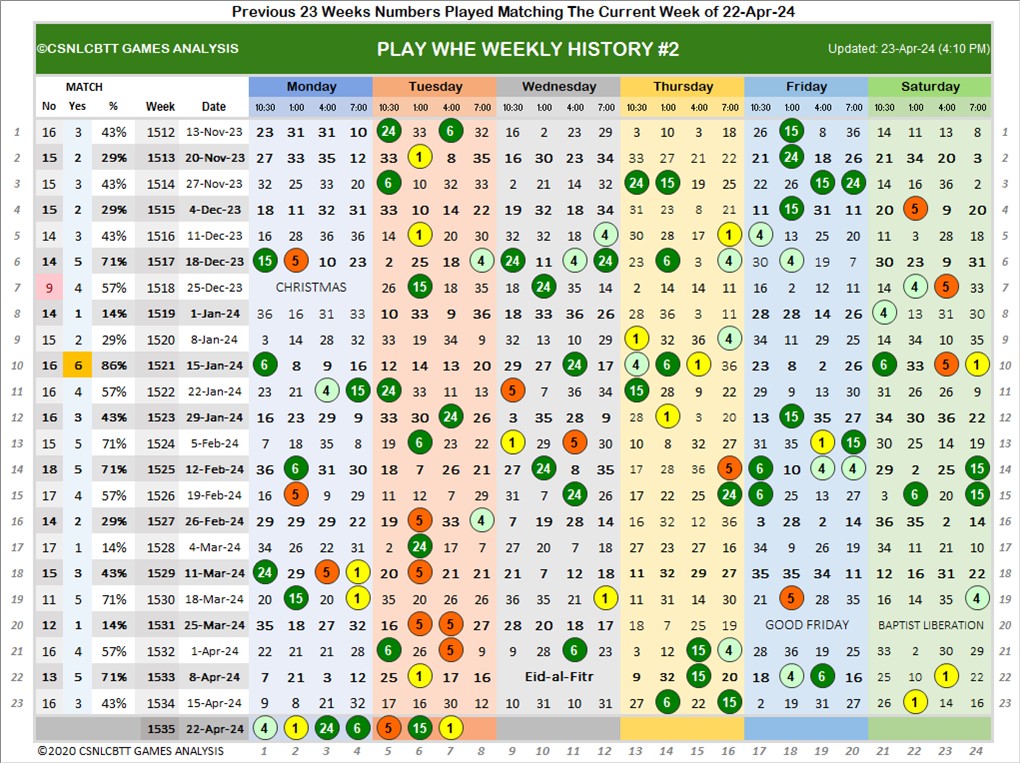 Previous 23 Weeks Numbers Played Matching The Current Week of 22-Apr-24
©CSNLCBTT GAMES ANALYSIS PLAY WHE WEEKLY HISTORY #2 Updated: 23-Apr-24 (4:10 PM)
MATCH Monday Tuesday Wednesday Thursday Friday Saturday
No Yes % Week Date 10:30 1:00 4:00 7:00 10:30 1:00 4:00 7:00 10:30 1:00 4:00 7:00 10:30 1:00 4:00 7:00 10:30 1:00 4:00 7:00 10:30 1:00 4:00 7:00
1 16 3 43% 1512 13-Nov-23 23 31 31 10 24 33 6 32 16 2 23 29 3 10 3 18 26 15 8 36 14 11 13 8 1
2 15 2 29% 1513 20-Nov-23 27 33 35 12 33 1 8 35 16 30 23 34 33 27 21 22 21 24 18 26 21 34 20 3 2
3 15 3 43% 1514 27-Nov-23 32 25 33 20 6 10 32 33 2 21 14 32 24 15 19 25 22 26 15 24 14 16 36 2 3
4 15 2 29% 1515 4-Dec-23 18 11 32 31 33 10 14 22 19 32 18 34 31 23 8 21 11 15 31 11 20 5 9 20 4
5 14 3 43% 1516 11-Dec-23 16 28 36 36 14 1 20 30 32 32 18 4 30 28 17 1 4 13 25 20 11 3 28 18 5
6 14 5 71% 1517 18-Dec-23 15 5 10 23 2 25 18 4 24 11 4 24 23 6 3 4 30 4 19 7 30 23 9 31 6
7 9 4 57% 1518 25-Dec-23 CHRISTMAS 26 15 18 35 18 24 35 14 2 14 14 11 16 2 12 11 14 4 5 33 7
8 14 1 14% 1519 1-Jan-24 36 16 31 33 10 33 9 36 18 33 36 26 28 36 3 11 28 28 14 26 4 13 31 30 8
9 15 2 29% 1520 8-Jan-24 3 14 28 32 33 19 34 9 32 13 10 29 1 32 36 4 34 11 29 25 14 34 10 35 9
10 16 6 86% 1521 15-Jan-24 6 8 9 16 12 14 13 20 29 27 24 17 4 6 1 36 23 8 2 26 6 33 5 1 10
11 16 4 57% 1522 22-Jan-24 23 21 4 15 24 33 11 13 5 7 36 34 15 28 9 22 29 9 13 30 31 26 26 9 11
12 16 3 43% 1523 29-Jan-24 16 23 29 9 33 30 24 26 3 35 28 9 28 1 3 20 13 15 35 27 34 30 36 22 12
13 15 5 71% 1524 5-Feb-24 7 18 35 8 19 6 23 22 1 29 5 30 10 8 32 27 31 35 1 15 30 25 14 19 13
14 18 5 71% 1525 12-Feb-24 36 6 31 30 18 7 26 21 27 24 8 35 17 28 36 5 6 10 4 4 29 2 25 15 14
15 17 4 57% 1526 19-Feb-24 16 5 9 29 11 12 7 29 31 7 24 26 17 22 25 24 6 25 13 27 3 6 20 15 15
16 14 2 29% 1527 26-Feb-24 29 29 29 22 19 5 33 4 7 19 28 14 16 32 12 36 3 28 2 14 36 35 2 14 16
17 17 1 14% 1528 4-Mar-24 34 26 22 31 2 24 17 7 27 20 7 18 27 23 27 16 34 9 26 19 34 11 21 10 17
18 15 3 43% 1529 11-Mar-24 24 29 5 1 20 5 21 21 21 7 12 18 11 32 29 27 35 35 34 11 12 16 31 22 18
19 11 5 71% 1530 18-Mar-24 20 15 20 1 35 20 26 26 36 35 21 1 31 31 14 30 21 5 28 35 16 14 35 4 19
20 12 1 14% 1531 25-Mar-24 35 18 27 32 16 5 5 27 28 20 18 17 18 7 25 19 GOOD FRIDAY BAPTIST LIBERATION 20
21 16 4 57% 1532 1-Apr-24 22 21 21 28 6 26 5 9 9 28 6 23 3 12 15 4 28 36 19 25 33 2 30 29 21
22 13 5 71% 1533 8-Apr-24 7 21 3 12 25 1 17 16 Eid-al-Fitr 9 32 15 20 18 4 6 16 25 10 1 22 22
23 16 3 43% 1534 15-Apr-24 9 8 21 32 17 16 30 12 10 31 10 31 27 6 22 15 2 19 31 27 26 1 14 16 23
1535 22-Apr-24 4 1 24 6 5 15 1
©2020 CSNLCBTT GAMES ANALYSIS 1 2 3 4 5 6 7 8 9 10 11 12 13 14 15 16 17 18 19 20 21 22 23 24